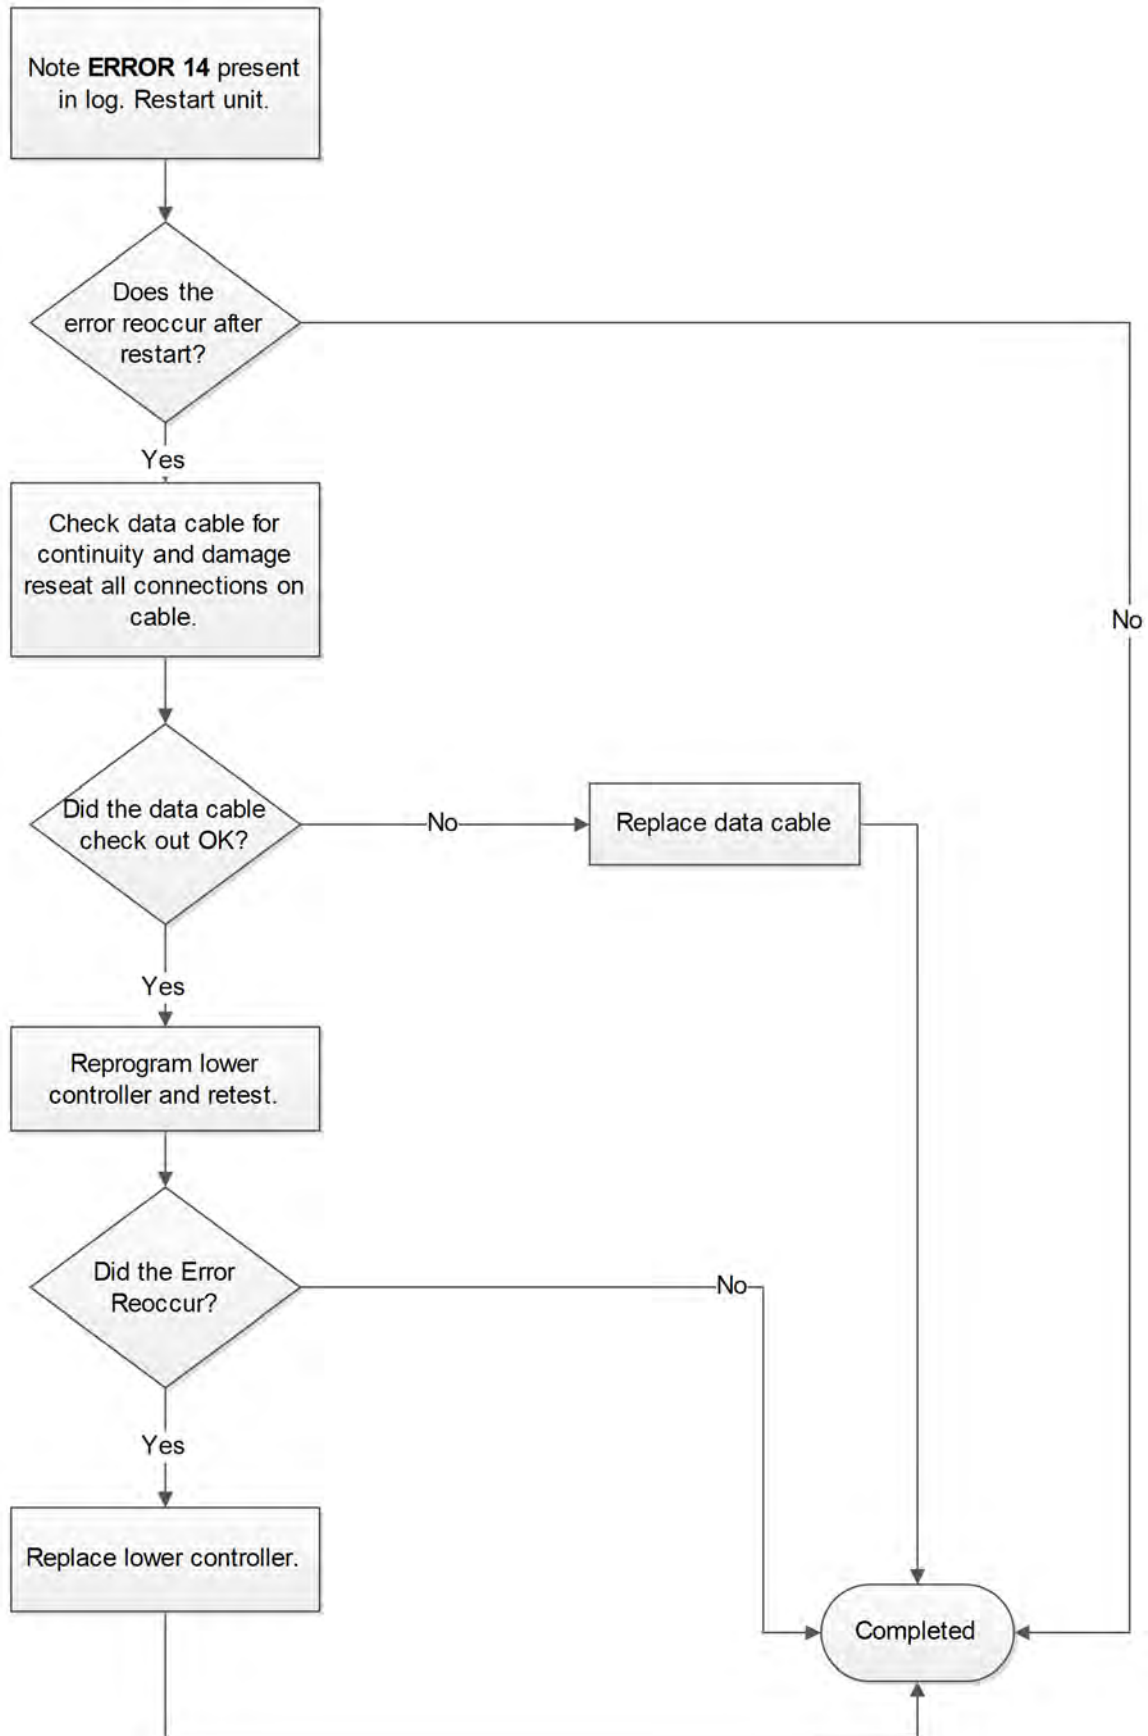 Note ERROR 14 present
in log. Restart unit.
Does the
error reoccur after
restart?
Yes
No
Check data cable for
continuity and damage
reseat all connections on
cable.
Did the data cable
check out OK?
No
Replace data cable
Yes
Reprogram lower
controller and retest.
Did the Error
Reoccur?
No
Yes
Replace lower controller.
Completed